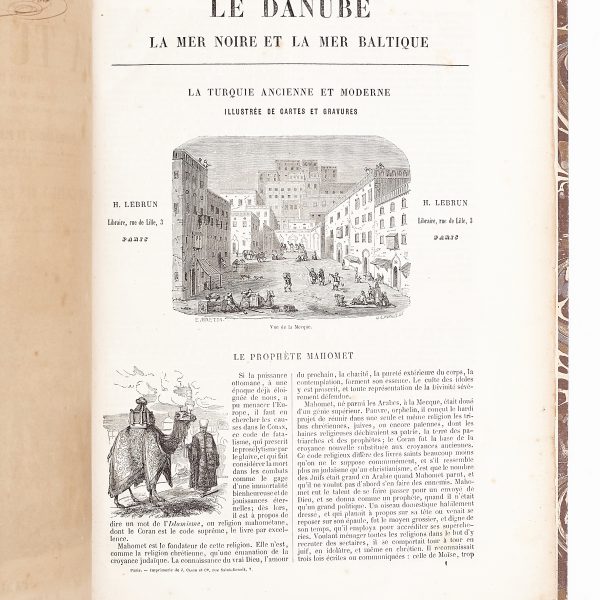 LE DANUBE
LA MER NOIRE ET LA MER BALTIQUE
LA TURQUIE ANCIENNE ET MODERNE
ILLUSTRÉE DE CARTES ET GRAVURES
H. LEBRUN
Libraire, rue de Lille, 3
PARIS
H. LEBRUN
Libraire, rue de Lille, 3
PARIS
Vue de la Mecque.
LE PROPHÈTE MAHOMET
Si la puissance
ottomane, à une
époque déjà éloi-
gnée de nous, a
pu menacer l'Eu-
rope, il faut en
chercher les cau-
ses dans le Coran,
ce code de fata-
lisme, qui prescrit
le prosélytisme par
le glaive, et qui fait
considérer la mort
dans les combats
comme le gage
d'une immortalité
bienheureuse et de
jouissances éter-
nelles; dès lors,
il est à propos de
dire un mot de l'Islamisme, ou religion mahométane,
dont le Coran est le code suprême, le livre par excel-
lence.
Mahomet est le fondateur de cette religion. Elle n'est,
comme la religion chrétienne, qu'une émanation de la
croyance judaïque. La connaissance du vrai Dieu, l'amour
du prochain, la charité, la pureté extérieure du corps, la
contemplation, forment son essence. Le culte des idoles
y est proscrit, et toute représentation de la Divinité sévè-
rement défendue.
Mahomet, né parmi les Arabes, à la Mecque, était doué
d'un génie supérieur. Pauvre, orphelin, il conçut le hardi
projet de réunir dans une seule et même religion les tri-
bus chrétiennes, juives, ou encore païennes, dont les
haines religieuses déchiraient sa patrie, la terre des pa-
triarches et des prophètes; le Coran fut la base de la
croyance nouvelle substituée aux croyances anciennes.
Ce code religieux diffère des livres saints beaucoup moins
qu'on ne le suppose communément, et s'il ressemble
plus au judaïsme qu'au christianisme, c'est que le nombre
des Juifs était grand en Arabie quand Mahomet parut, et
qu'il ne voulut pas d'abord s'en faire des ennemis. Maho-
met eut le talent de se faire passer pour un envoyé de
Dieu, et se donna comme un prophète, quand il n'était
qu'un grand politique. Un oiseau domestique habilement
dressé, et qui planait à propos sur sa tête ou venait se
reposer sur son épaule, fut le moyen grossier, et digne de
son temps, qu'il employa pour accréditer ses superche-
ries. Voulant ménager toutes les religions dans le but d'y
recruter des sectaires, il se comportait tour à tour en
juif, en idolâtre, et même en chrétien. Il reconnaissait
trois lois écrites ou communiquées : celle de Moïse, trop
Paris. — Imprimerie de J. Claye et Cᵉ, rue Saint-Benoît, 7.
1